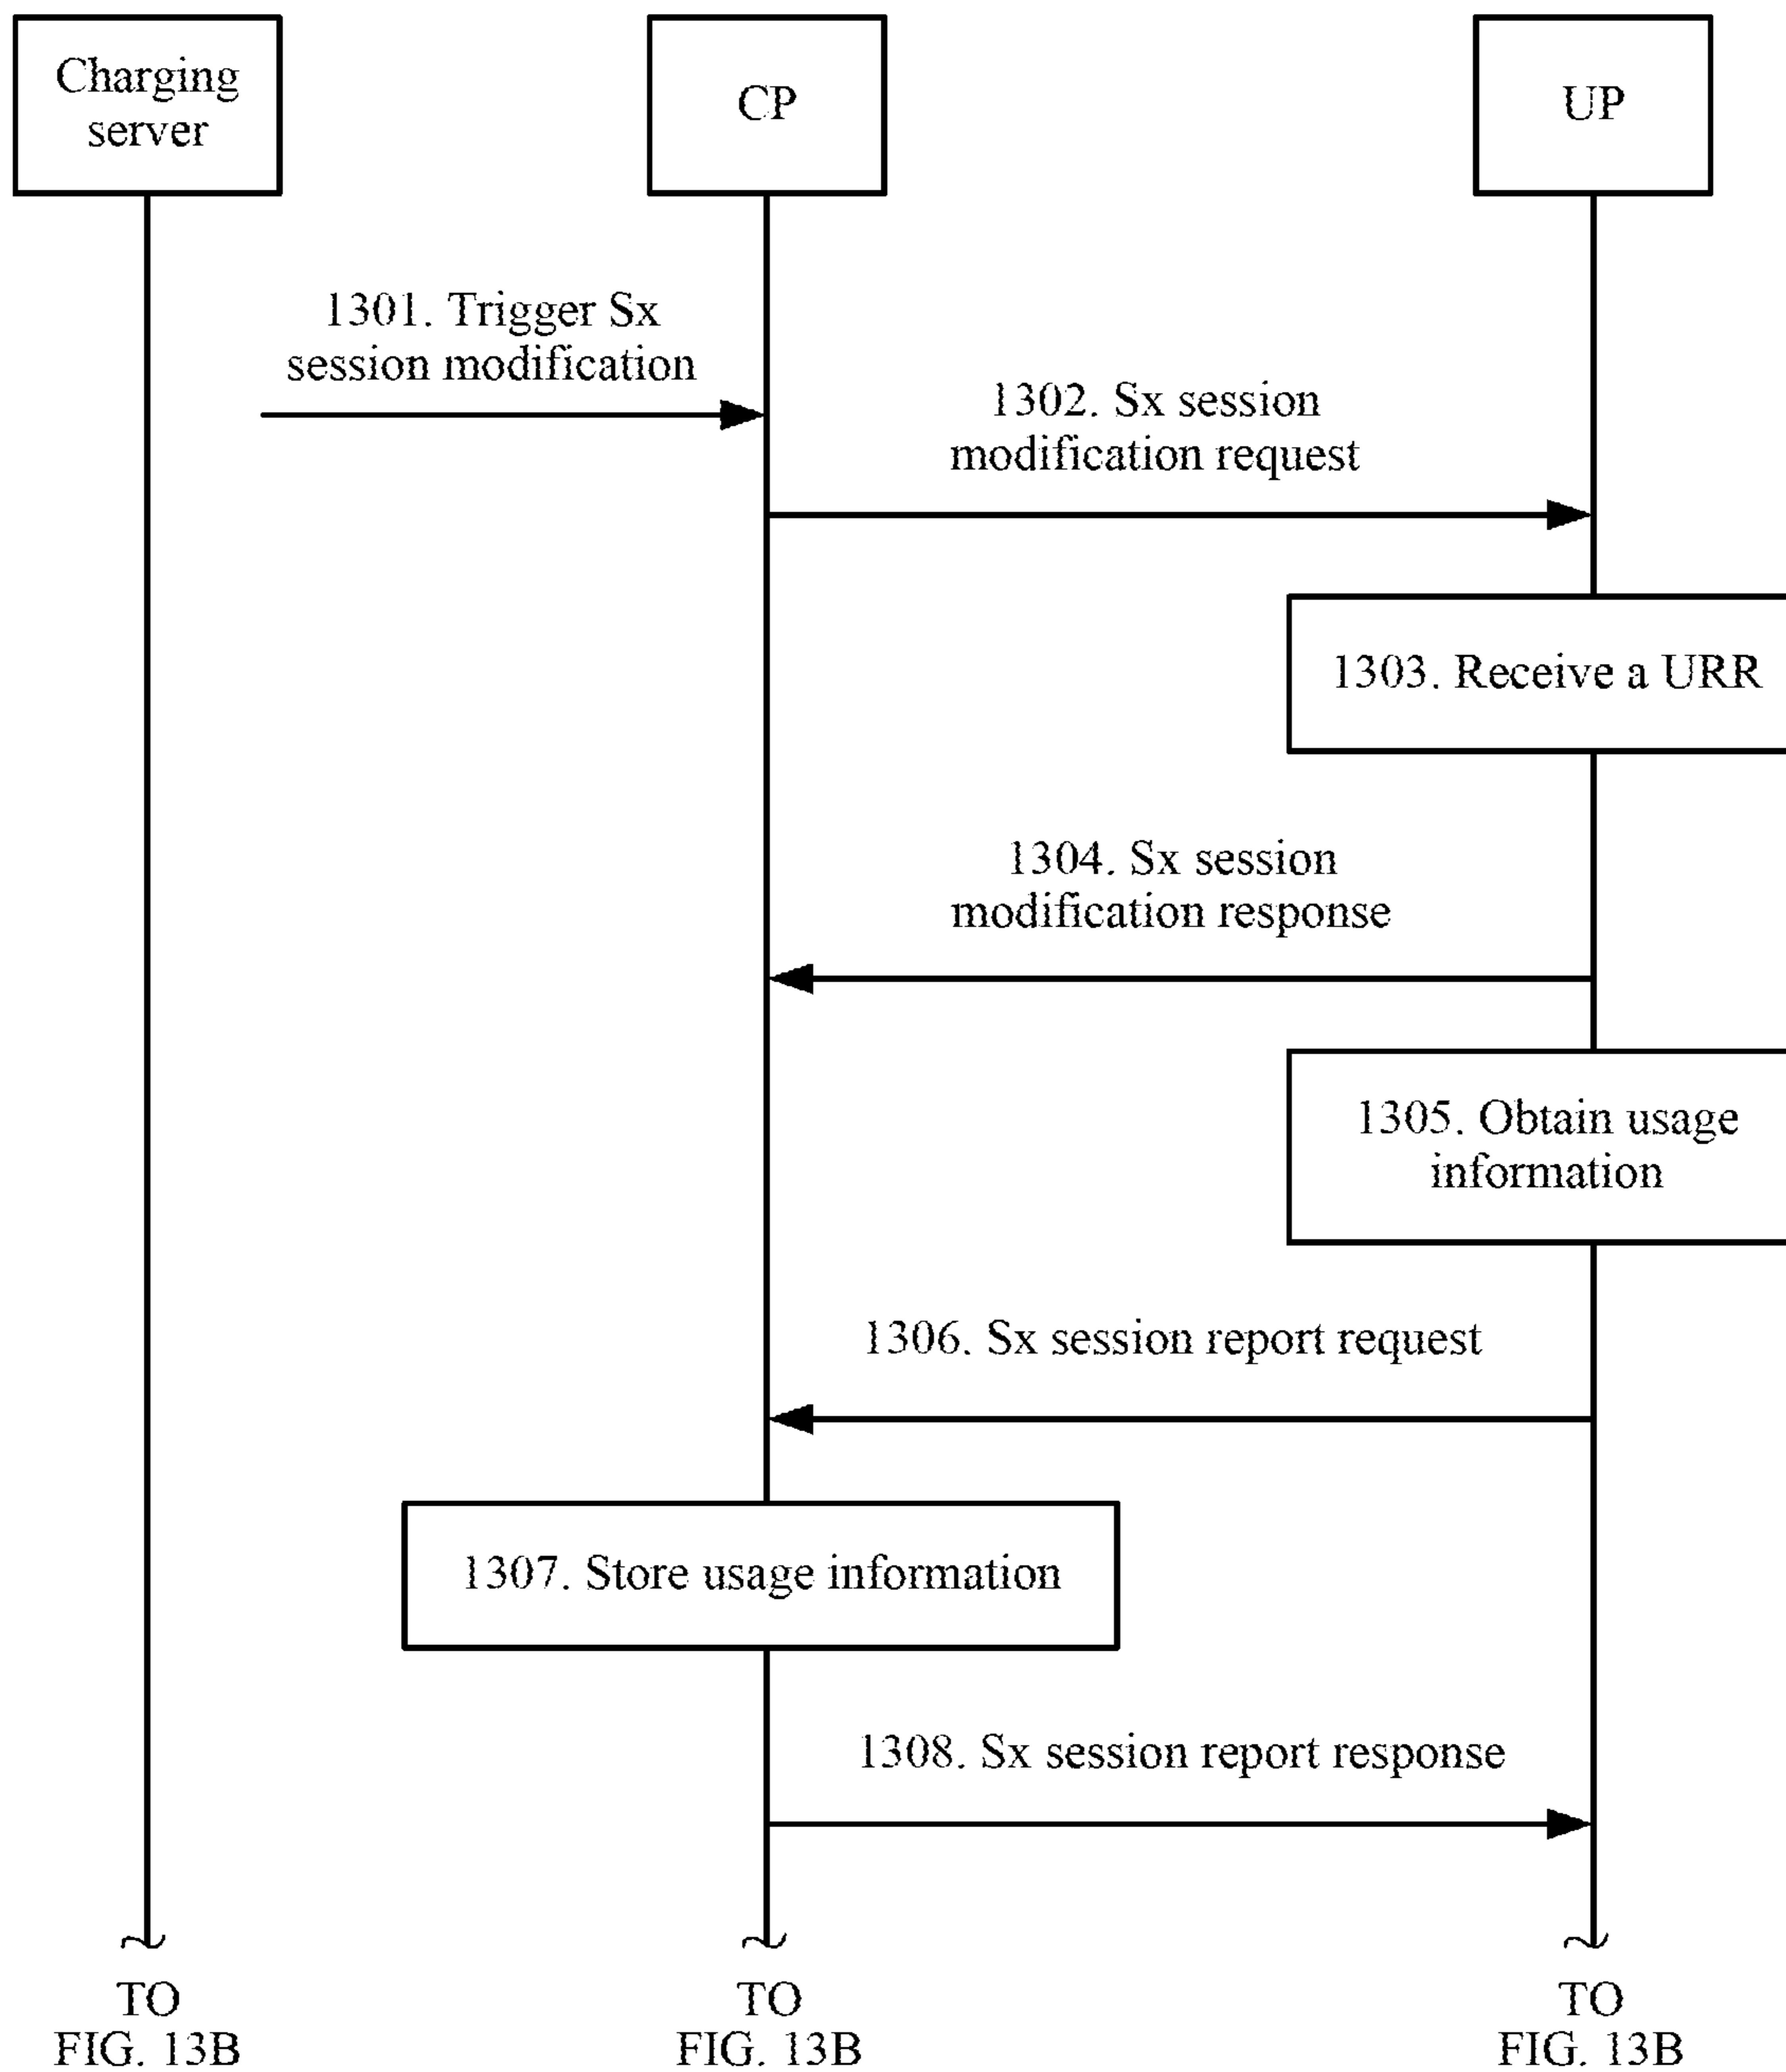 Charging
server
CP
UP
1301. Trigger Sx
session modification
1302. Sx session
modification request
1303. Receive a URR
1304. Sx session
modification response
1305. Obtain usage
information
1306. Sx session report request
1307. Store usage information
1308. Sx session report response
TO
FIG. 13B
TO
FIG. 13B
TO
FIG. 13B